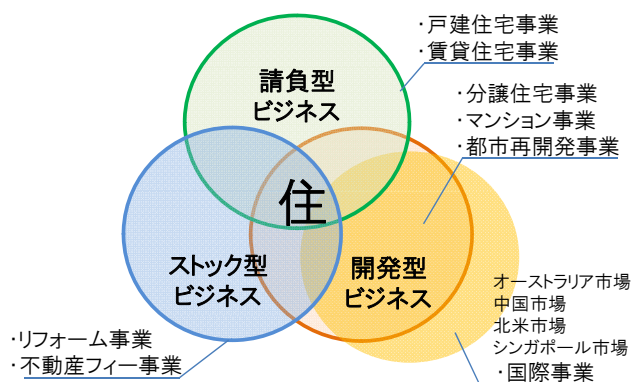 ・戸建住宅事業
・賃貸住宅事業
請負型
ビジネス
・分譲住宅事業
・マンション事業
・都市再開発事業
住
ストック型
ビジネス
開発型
ビジネス
オーストラリア市場
中国市場
北米市場
シンガポール市場
・国際事業
・リフォーム事業
・不動産フィー事業